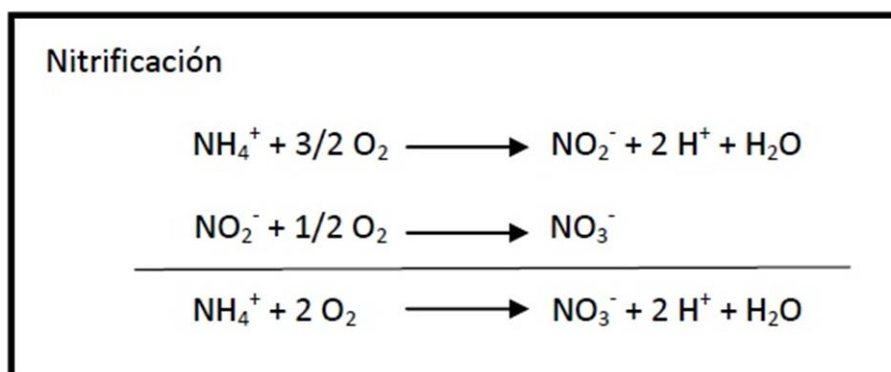 Nitrificación
NH₄⁺ + 3/2 O₂ ⟶ NO₂⁻ + 2 H⁺ + H₂O
NO₂⁻ + 1/2 O₂ ⟶ NO₃⁻
NH₄⁺ + 2 O₂ ⟶ NO₃⁻ + 2 H⁺ + H₂O